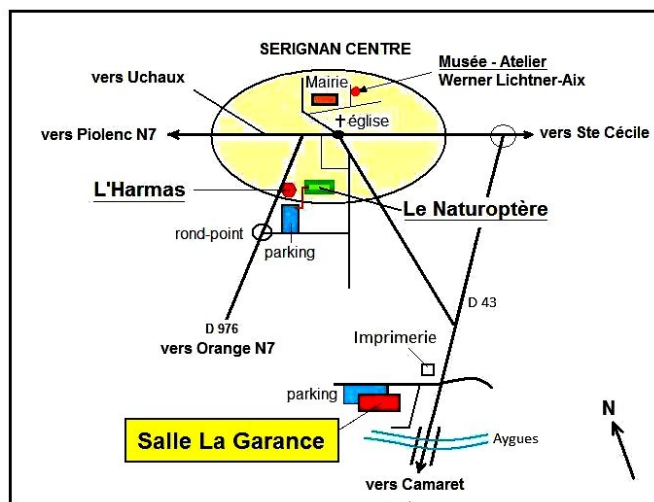 SERIGNAN CENTRE
vers Uchaux
Mairie
Musée - Atelier
Werner Lichtner-Aix
église
vers Piolenc N7
vers Ste Cécile
L'Harmas
Le Naturoptère
rond-point
parking
D 43
D 976
vers Orange N7
Imprimerie
parking
Salle La Garance
N
Aygues
vers Camaret